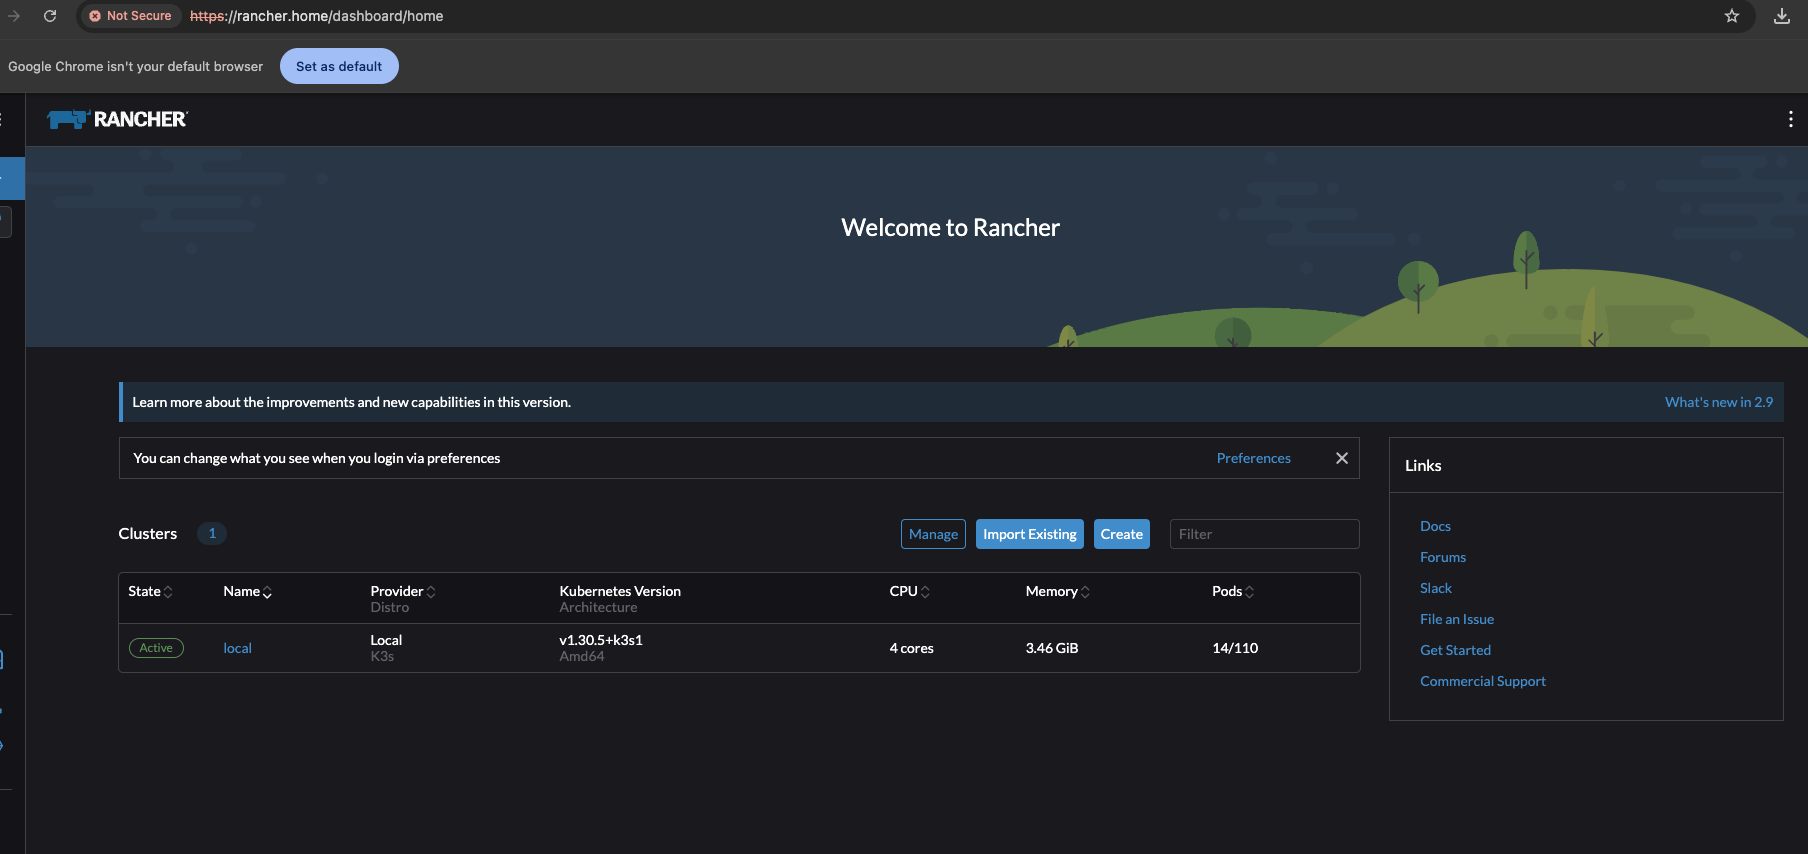 Not Secure https://rancher.home/dashboard/home
Google Chrome isn't your default browser Set as default
RANCHER
Welcome to Rancher
Learn more about the improvements and new capabilities in this version. What's new in 2.9
You can change what you see when you login via preferences Preferences
Clusters 1 Manage Import Existing Create Filter
State Name Provider Kubernetes Version CPU Memory Pods
Distro Architecture
Active local Local v1.30.5+k3s1 4 cores 3.46 GiB 14/110
K3s Amd64
Links
Docs
Forums
Slack
File an Issue
Get Started
Commercial Support